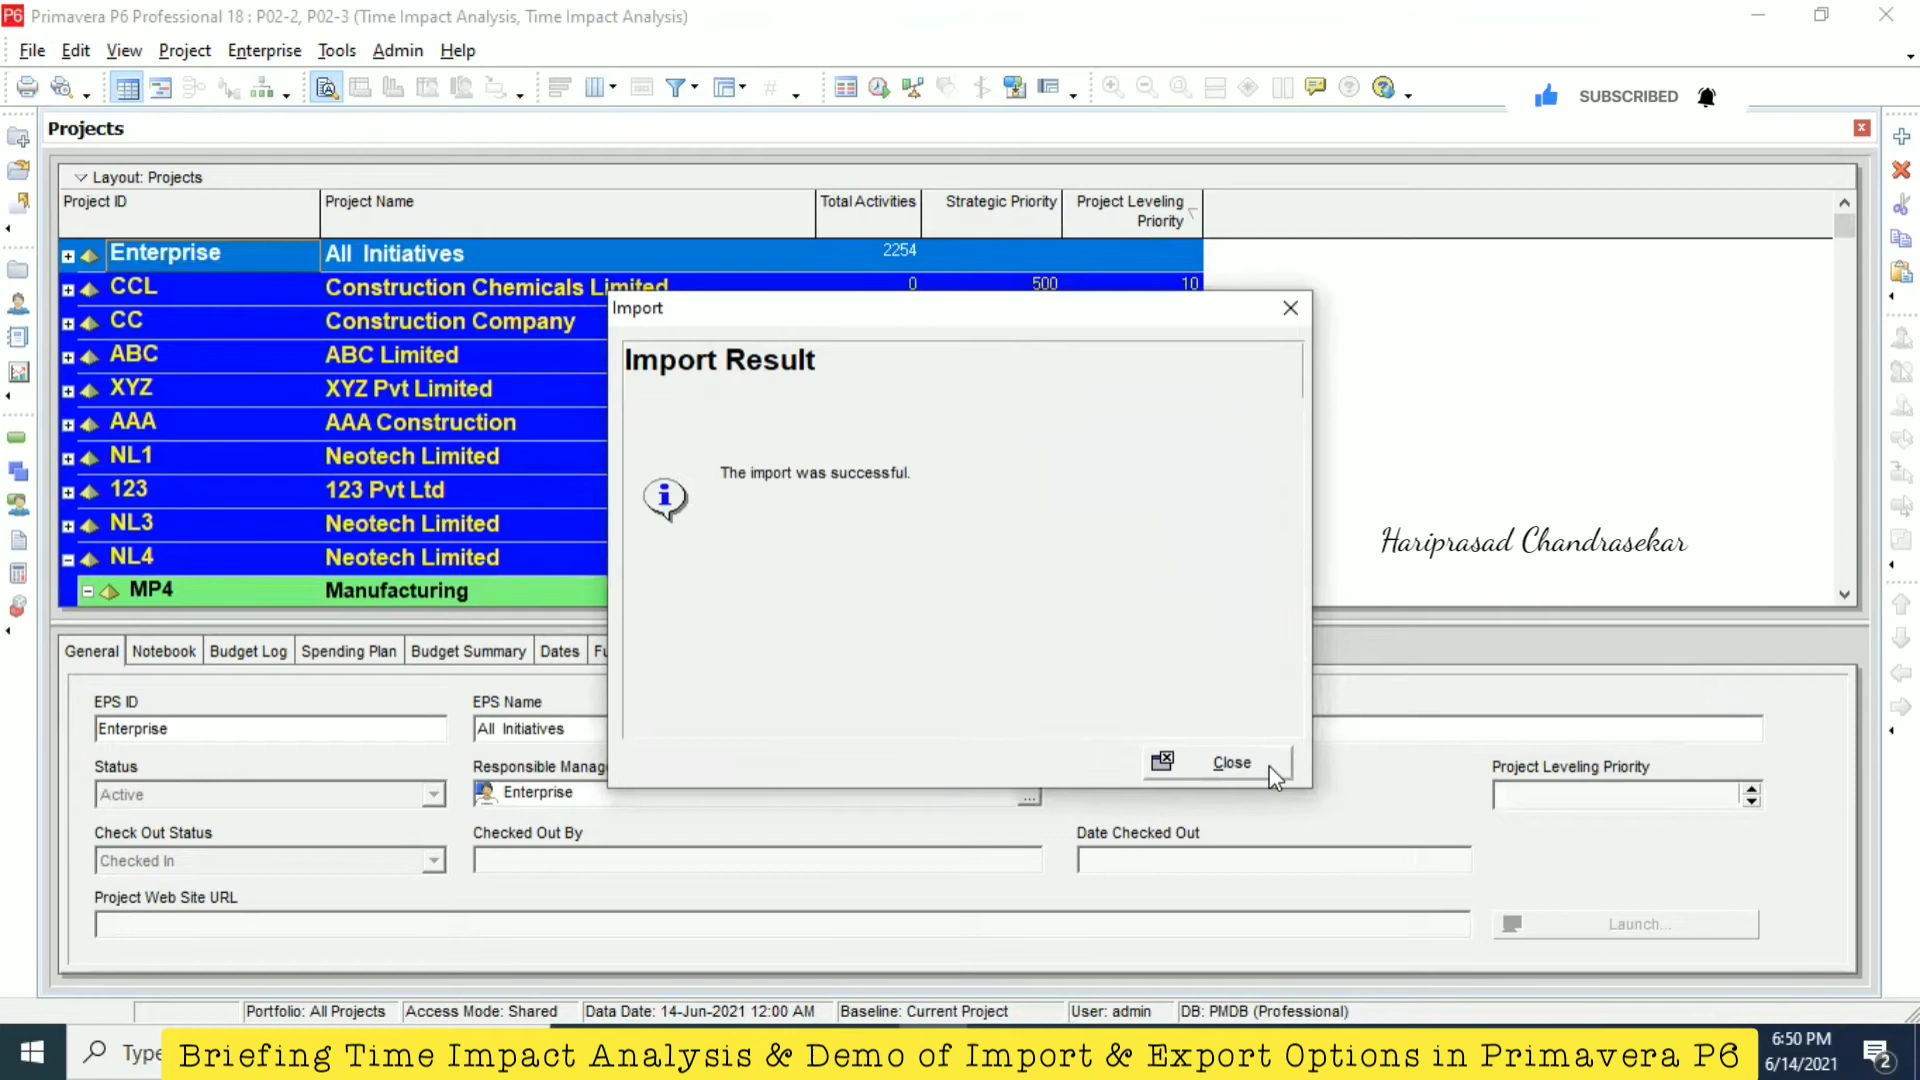 P6 Primavera P6 Professional 18 : P02-2, P02-3 (Time Impact Analysis, Time Impact Analysis)
File Edit View Project Enterprise Tools Admin Help
SUBSCRIBED
Projects
Layout: Projects
Project ID Project Name Total Activities Strategic Priority Project Leveling Priority
Enterprise All Initiatives 2254
CCL Construction Chemicals Limited 0 500 10
CC Construction Company
ABC ABC Limited
XYZ XYZ Pvt Limited
AAA AAA Construction
NL1 Neotech Limited
123 123 Pvt Ltd
NL3 Neotech Limited
NL4 Neotech Limited
MP4 Manufacturing
Import
Import Result
The import was successful.
Close
Hariprasad Chandrasekar
General Notebook Budget Log Spending Plan Budget Summary Dates
EPS ID EPS Name
Enterprise All Initiatives
Status Responsible Manag Project Leveling Priority
Active Enterprise ...
Check Out Status Checked Out By Date Checked Out
Checked In
Project Web Site URL
Launch...
Portfolio: All Projects Access Mode: Shared Data Date: 14-Jun-2021 12:00 AM Baseline: Current Project User: admin DB: PMDB (Professional)
Type
Briefing Time Impact Analysis & Demo of Import & Export Options in Primavera P6
6:50 PM
6/14/2021
2